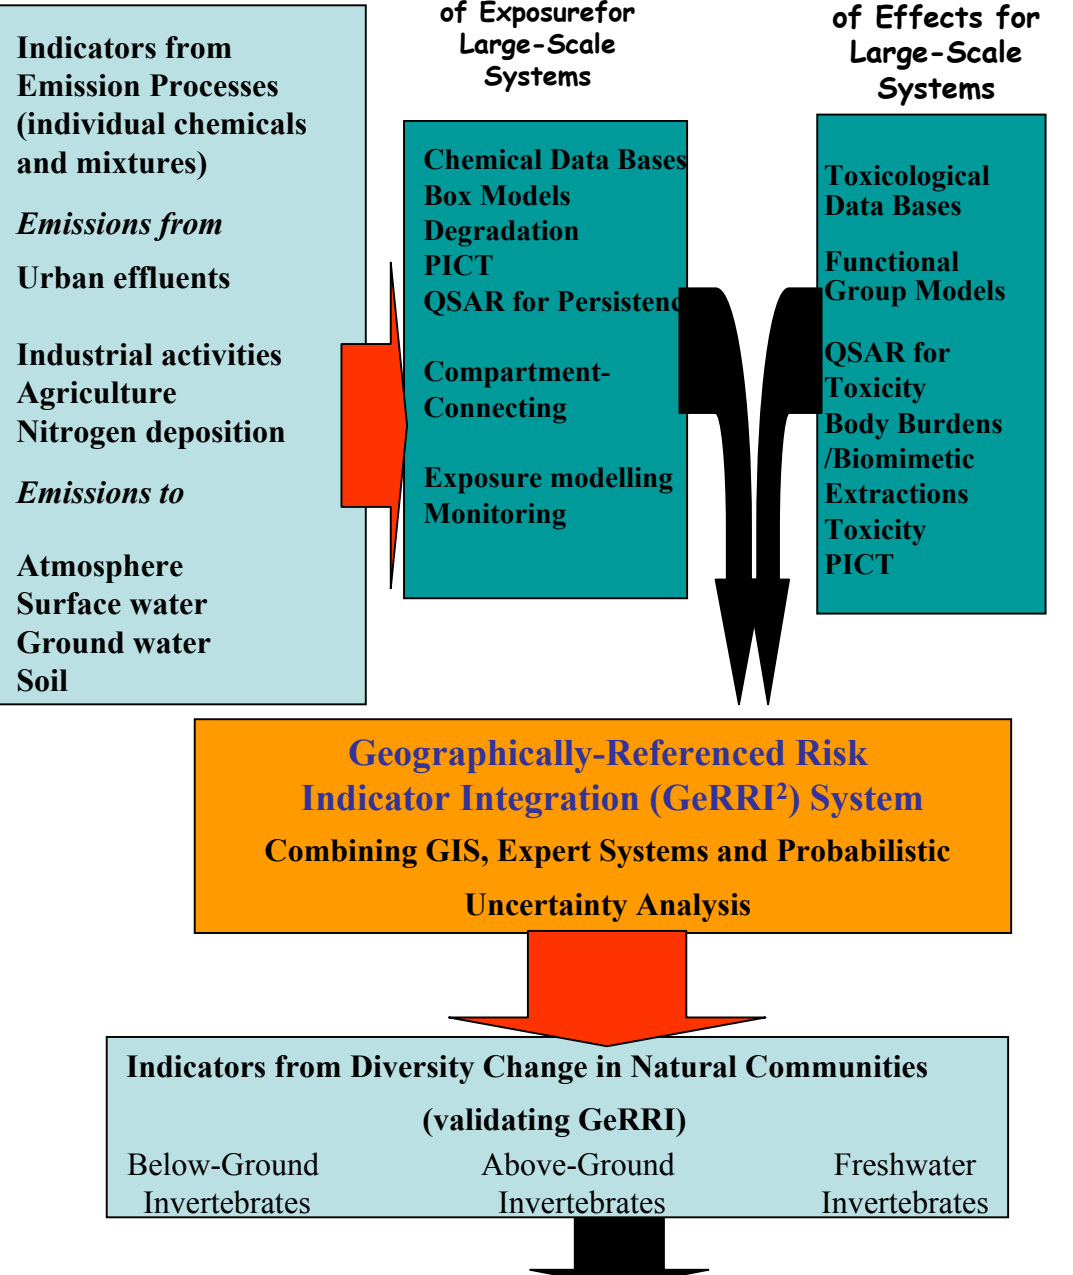 Indicators from
Emission Processes
(individual chemicals
and mixtures)
Emissions from
Urban effluents
Industrial activities
Agriculture
Nitrogen deposition
Emissions to
Atmosphere
Surface water
Ground water
Soil
of Exposurefor
Large-Scale
Systems
Chemical Data Bases
Box Models
Degradation
PICT
QSAR for Persistenc
Compartment-
Connecting
Exposure modelling
Monitoring
of Effects for
Large-Scale
Systems
Toxicological
Data Bases
Functional
Group Models
QSAR for
Toxicity
Body Burdens
/Biomimetic
Extractions
Toxicity
PICT
Geographically-Referenced Risk
Indicator Integration (GeRRI²) System
Combining GIS, Expert Systems and Probabilistic
Uncertainty Analysis
Indicators from Diversity Change in Natural Communities
(validating GeRRI)
Below-Ground
Invertebrates
Above-Ground
Invertebrates
Freshwater
Invertebrates